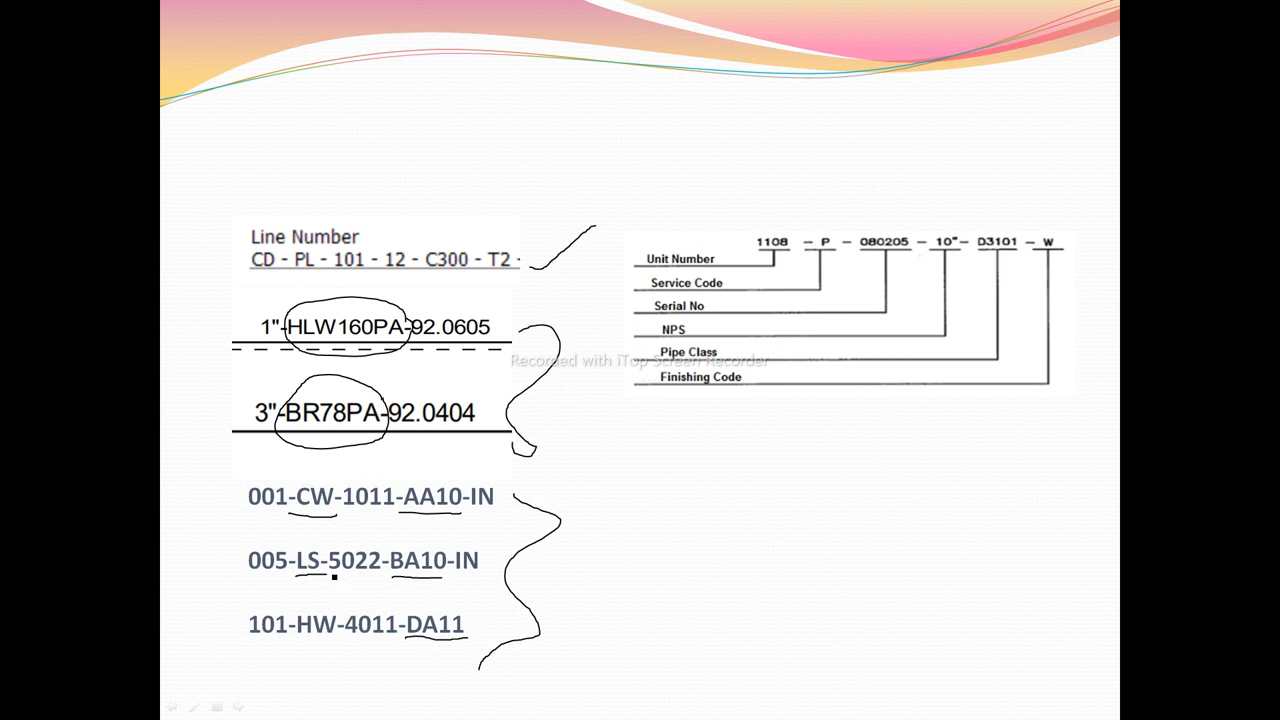 Line Number
CD - PL - 101 - 12 - C300 - T2 -
1"-HLW160PA-92.0605
3"-BR78PA-92.0404
001-CW-1011-AA10-IN
005-LS-5022-BA10-IN
101-HW-4011-DA11
1108 - P - 080205 - 10" - D3101 - W
Unit Number
Service Code
Serial No
NPS
Pipe Class
Finishing Code
Recorded with iTop Screen Recorder